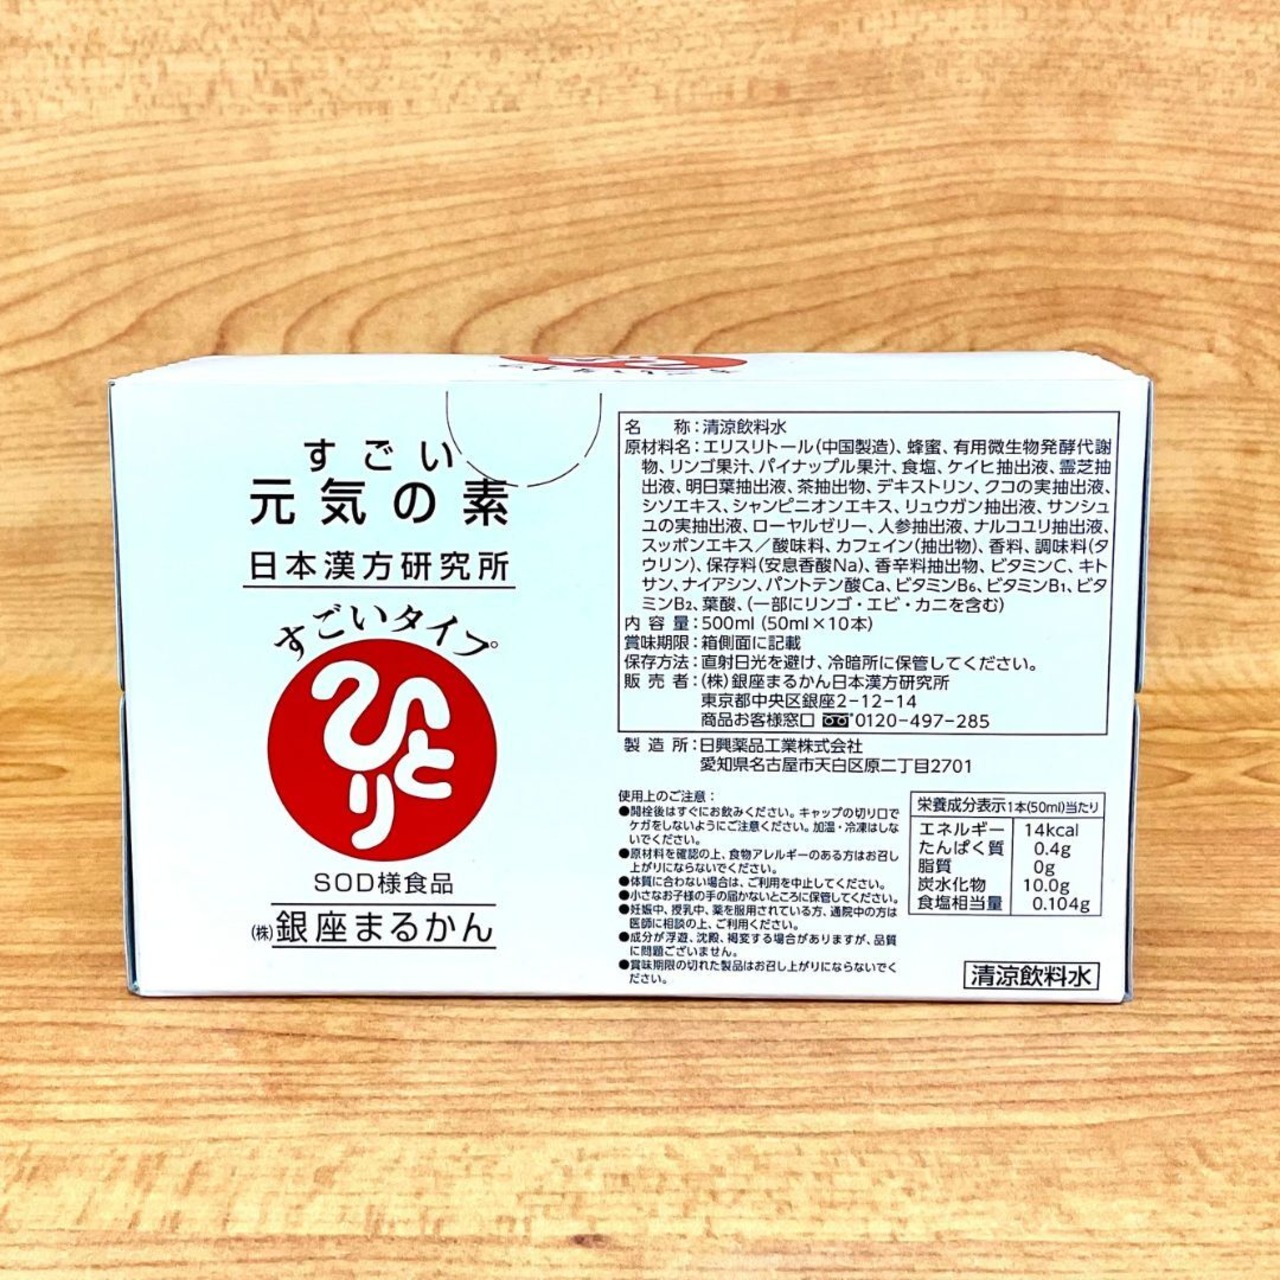 すごい
元気の素
日本漢方研究所
すごいタイプ
ひとり
SOD様食品
(株)銀座まるかん
名　　称：清涼飲料水
原材料名：エリスリトール(中国製造)、蜂蜜、有用微生物発酵代謝
物、リンゴ果汁、パイナップル果汁、食塩、ケイヒ抽出液、霊芝抽
出液、明日葉抽出液、茶抽出物、デキストリン、クコの実抽出液、
シソエキス、シャンピニオンエキス、リュウガン抽出液、サンシュ
ユの実抽出液、ローヤルゼリー、人参抽出液、ナルコユリ抽出液、
スッポンエキス／酸味料、カフェイン(抽出物)、香料、調味料(タ
ウリン)、保存料(安息香酸Na)、香辛料抽出物、ビタミンC、キト
サン、ナイアシン、パントテン酸Ca、ビタミンB₆、ビタミンB₁、ビタ
ミンB₂、葉酸、(一部にリンゴ・エビ・カニを含む)
内 容 量：500ml (50ml×10本)
賞味期限：箱側面に記載
保存方法：直射日光を避け、冷暗所に保管してください。
販 売 者：(株)銀座まるかん日本漢方研究所
東京都中央区銀座2-12-14
商品お客様窓口 0120-497-285
製 造 所：日興薬品工業株式会社
愛知県名古屋市天白区原二丁目2701
使用上のご注意：
●開栓後はすぐにお飲みください。キャップの切り口で
ケガをしないようにご注意ください。加温・冷凍はしな
いでください。
●原材料を確認の上、食物アレルギーのある方はお召し
上がりにならないでください。
●体質に合わない場合は、ご利用を中止してください。
●小さなお子様の手の届かないところに保管してください。
●妊娠中、授乳中、薬を服用されている方、通院中の方は
医師に相談の上、ご利用ください。
●成分が浮遊、沈殿、褐変する場合がありますが、品質
に問題ございません。
●賞味期限の切れた製品はお召し上がりにならないでく
ださい。
栄養成分表示1本(50ml)当たり
エネルギー 14kcal
たんぱく質 0.4g
脂質 0g
炭水化物 10.0g
食塩相当量 0.104g
清涼飲料水